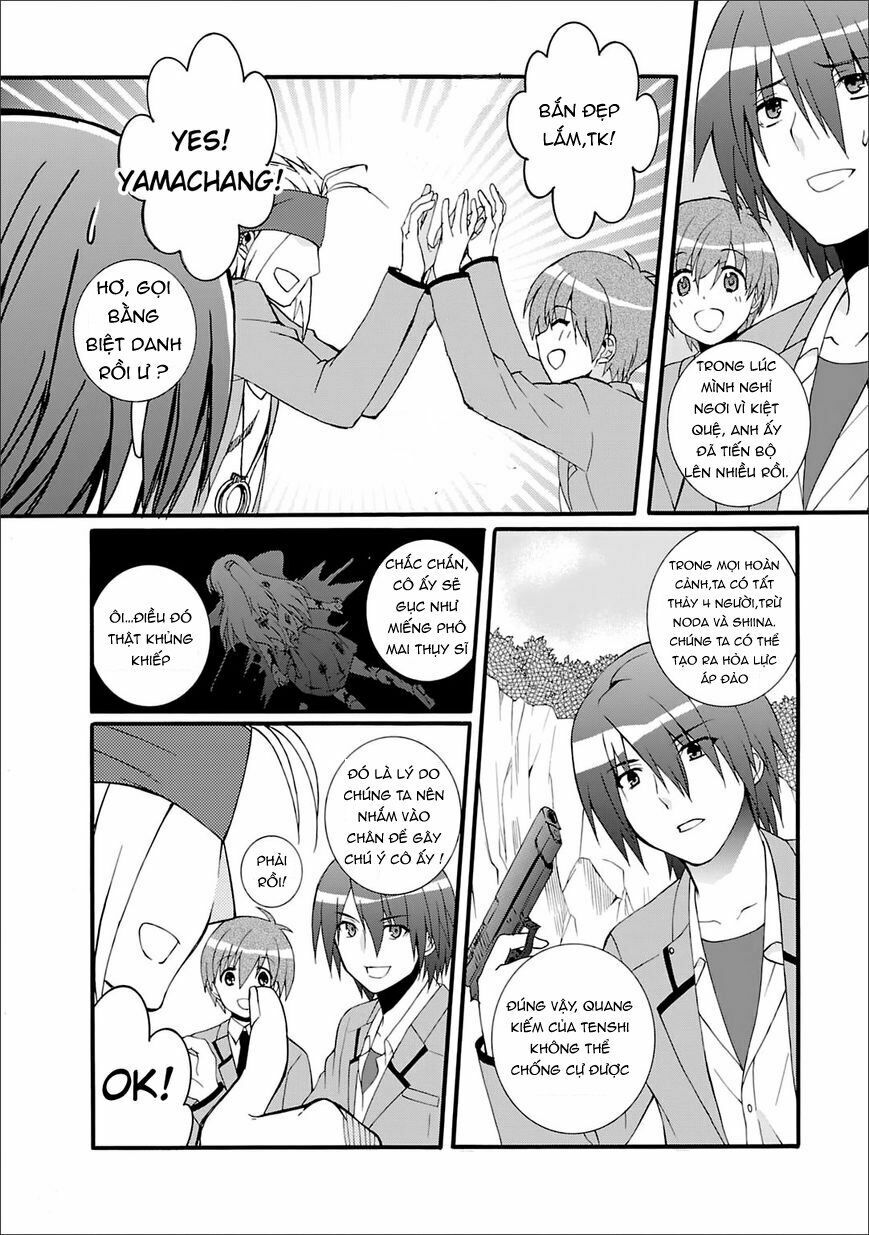 TRONG LÚC
MÌNH NGHỈ
NGƠI VÌ KIỆT
QUỆ, ANH ẤY
ĐÃ TIẾN BỘ
LÊN NHIỀU RỒI.
BẮN ĐẸP
LẮM,TK!
YES!
YAMACHANG!
HƠ, GỌI
BẰNG
BIỆT DANH
RỒI Ư ?
TRONG MỌI HOÀN
CẢNH,TA CÓ TẤT
THẢY 4 NGƯỜI,TRỪ
NODA VÀ SHIINA.
CHÚNG TA CÓ THỂ
TẠO RA HỎA LỰC
ÁP ĐẢO
ĐÚNG VẬY, QUANG
KIẾM CỦA TENSHI
KHÔNG THỂ
CHỐNG CỰ ĐƯỢC
CHẮC CHẮN,
CÔ ẤY SẼ
GỤC NHƯ
MIẾNG PHÔ
MAI THỤY SĨ
ÔI...ĐIỀU ĐÓ
THẬT KHỦNG
KHIẾP
ĐÓ LÀ LÝ DO
CHÚNG TA NÊN
NHẮM VÀO
CHÂN ĐỂ GÂY
CHÚ Ý CÔ ẤY !
PHẢI
RỒI!
OK!